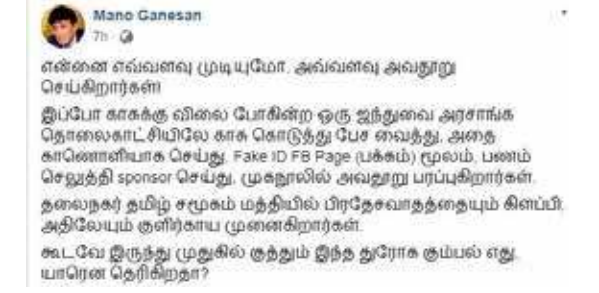 Mano Ganesan
7h
என்னை எவ்வளவு முடியுமோ, அவ்வளவு அவதூறு
செய்கிறார்கள்!
இப்போ காசுக்கு விலை போகின்ற ஒரு ஐந்துவை அரசாங்க
தொலைகாட்சியிலே காசு கொடுத்து பேச வைத்து, அதை
காணொளியாக செய்து, Fake ID FB Page (பக்கம்) மூலம், பணம்
செலுத்தி sponsor செய்து, முகநூலில் அவதூறு பரப்புகிறார்கள்.
தலைநகர் தமிழ் சமூகம் மத்தியில் பிரதேசவாதத்தையும் கிளப்பி,
அதிலேயும் குளிர்காய முனைகிறார்கள்.
கூடவே இருந்து முதுகில் குத்தும் இந்த துரோக கும்பல் எது,
யாரென தெரிகிறதா?